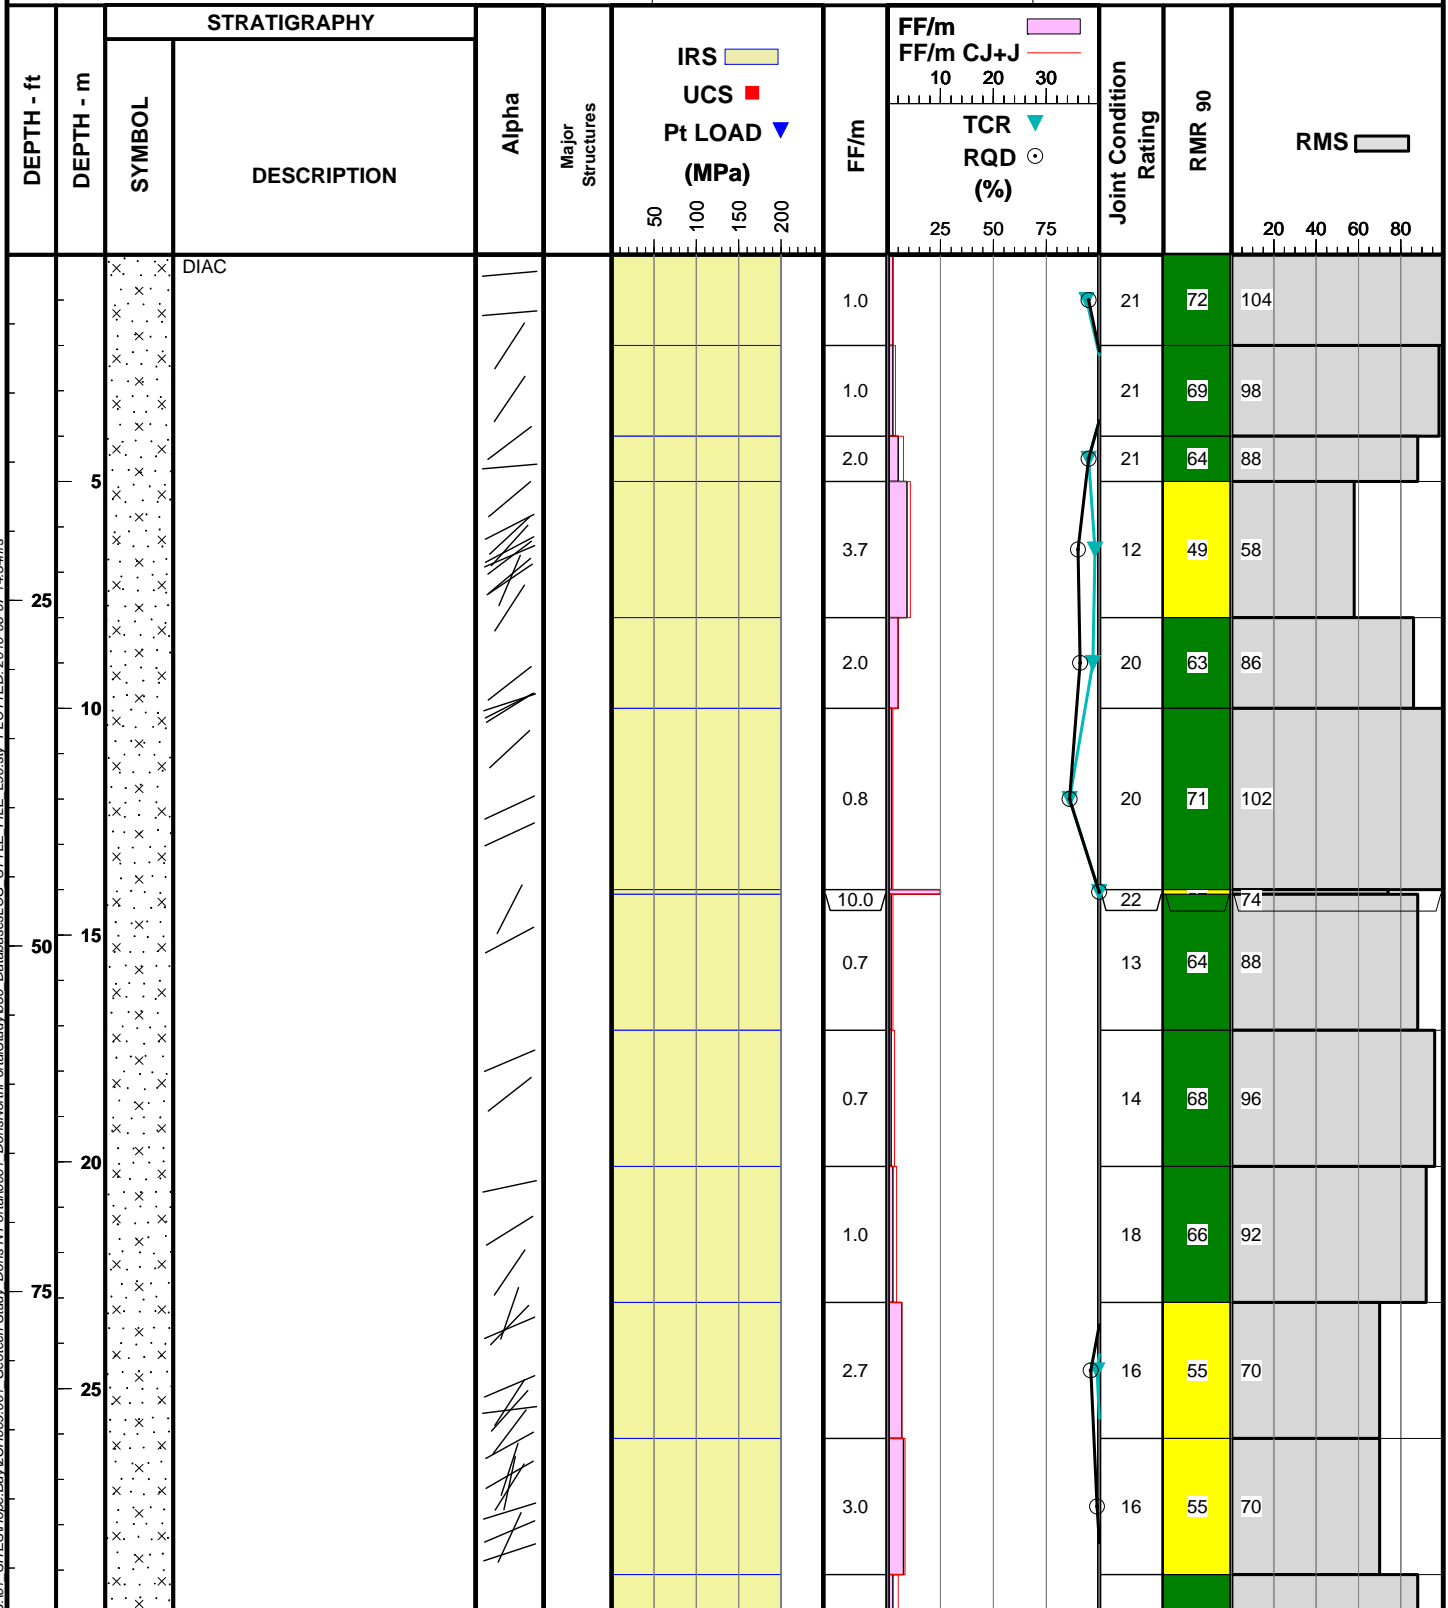 STRATIGRAPHY
DEPTH - ft
DEPTH - m
SYMBOL
DESCRIPTION
Alpha
Major
Structures
IRS
UCS
Pt LOAD
(MPa)
50 100 150 200
FF/m
FF/m
FF/m CJ+J
10 20 30
TCR
RQD
(%)
25 50 75
Joint Condition
Rating
RMR 90
RMS
20 40 60 80
DIAC
1.0 21 72 104
1.0 21 69 98
2.0 21 64 88
5
3.7 12 49 58
25
2.0 20 63 86
10
0.8 20 71 102
10.0 22 74
15
50
0.7 13 64 88
0.7 14 68 96
20
1.0 18 66 92
75
2.7 16 55 70
25
3.0 16 55 70